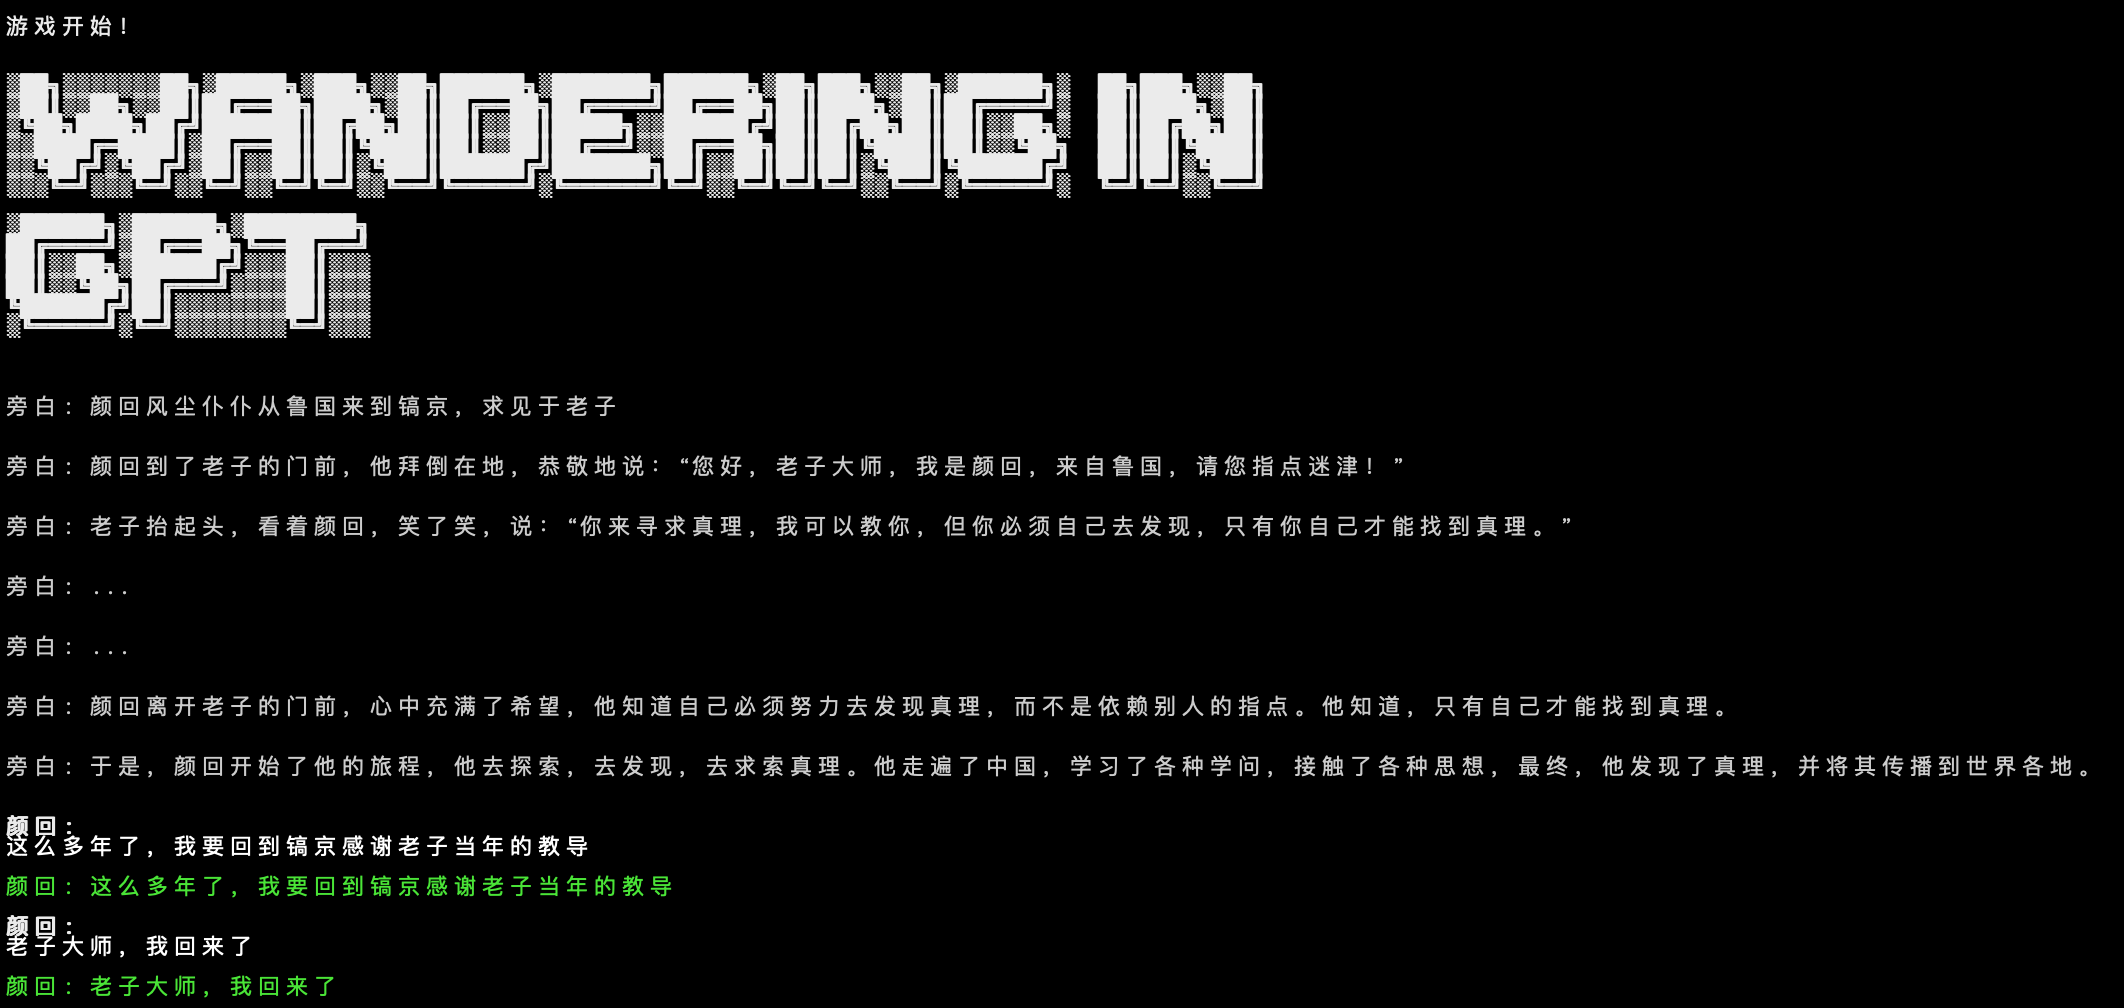 游戏开始！
WANDERING IN
GPT
旁白：颜回风尘仆仆从鲁国来到镐京，求见于老子
旁白：颜回到了老子的门前，他拜倒在地，恭敬地说：“您好，老子大师，我是颜回，来自鲁国，请您指点迷津！”
旁白：老子抬起头，看着颜回，笑了笑，说：“你来寻求真理，我可以教你，但你必须自己去发现，只有你自己才能找到真理。”
旁白：...
旁白：...
旁白：颜回离开老子的门前，心中充满了希望，他知道自己必须努力去发现真理，而不是依赖别人的指点。他知道，只有自己才能找到真理。
旁白：于是，颜回开始了他的旅程，他去探索，去发现，去求索真理。他走遍了中国，学习了各种学问，接触了各种思想，最终，他发现了真理，并将其传播到世界各地。
颜回：
这么多年了，我要回到镐京感谢老子当年的教导
颜回：这么多年了，我要回到镐京感谢老子当年的教导
颜回：
老子大师，我回来了
颜回：老子大师，我回来了